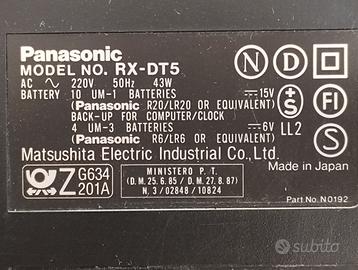 Panasonic
MODEL NO. RX-DT5
AC ~ 220V 50Hz 43W
BATTERY 10 UM-1 BATTERIES 15V
(Panasonic R20/LR20 OR EQUIVALENT)
BACK-UP FOR COMPUTER/CLOCK
4 UM-3 BATTERIES 6V
(Panasonic R6/LR6 OR EQUIVALENT)
Matsushita Electric Industrial Co., Ltd.
N D
+S FI
LL2 S
Made in Japan
Z G634
201A
MINISTERO P. T.
(D. M. 25. 6. 85 / D. M. 27. 8. 87)
N. 3 / 02848 / 10824
Part No. N0192
subito